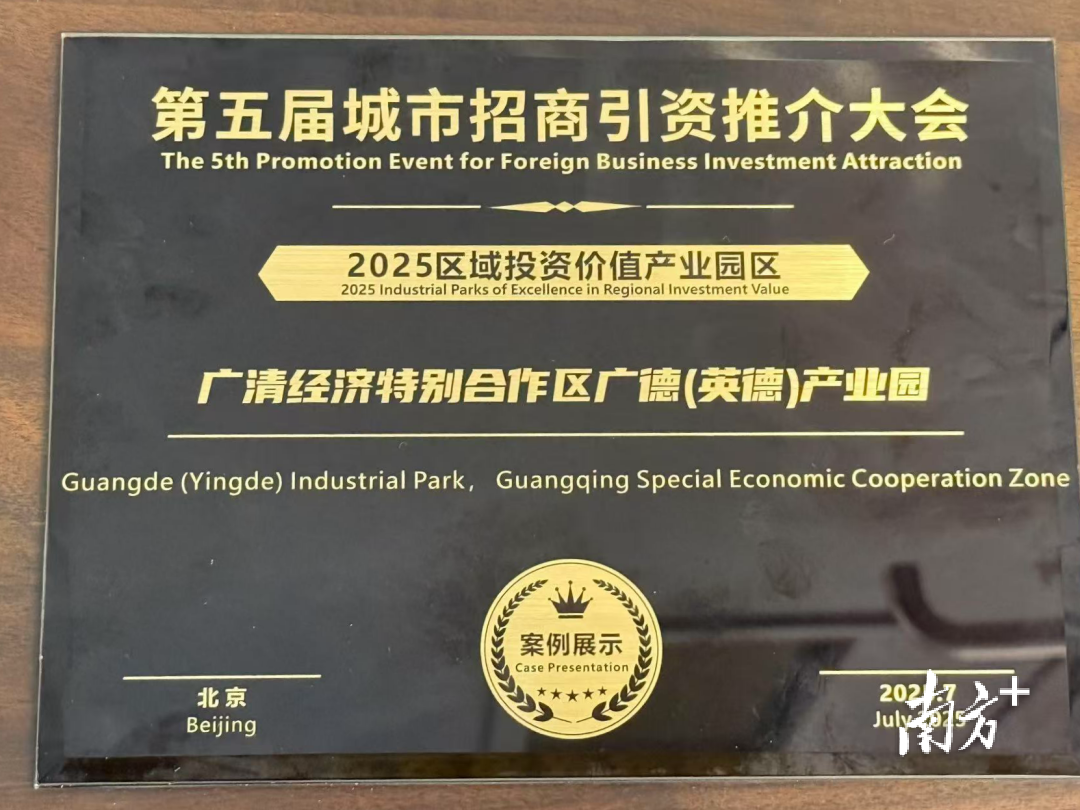 第五届城市招商引资推介大会
The 5th Promotion Event for Foreign Business Investment Attraction
2025区域投资价值产业园区
2025 Industrial Parks of Excellence in Regional Investment Value
广清经济特别合作区广德(英德)产业园
Guangde (Yingde) Industrial Park, Guangqing Special Economic Cooperation Zone
案例展示
Case Presentation
北京
Beijing
2025.7
July 2025
南方+